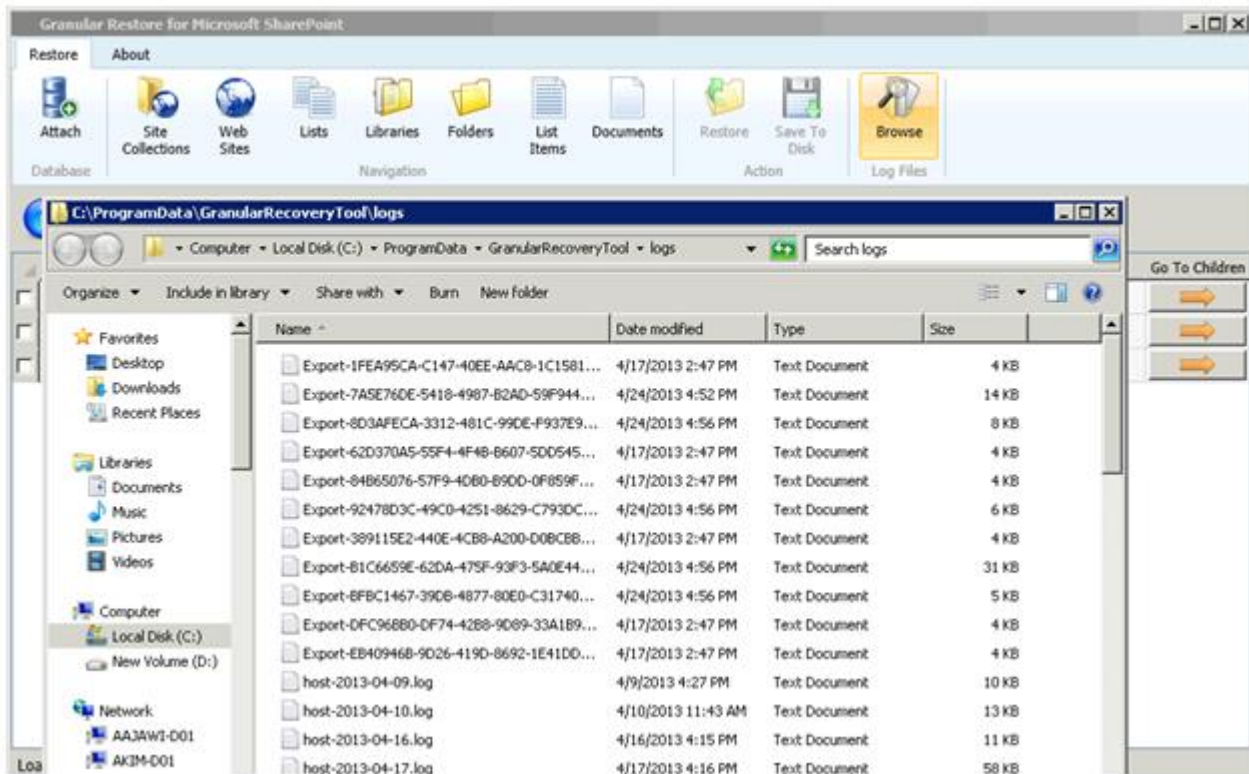 Granular Restore for Microsoft SharePoint
Restore About
Attach Site Collections Web Sites Lists Libraries Folders List Items Documents Restore Save To Disk Browse
Database Navigation Action Log Files
C:\ProgramData\GranularRecoveryTool\logs
Computer Local Disk (C:) ProgramData GranularRecoveryTool logs Search logs
Go To Children
Organize Include in library Share with Burn New folder
Name Date modified Type Size
Favorites
Desktop
Downloads
Recent Places
Libraries
Documents
Music
Pictures
Videos
Computer
Local Disk (C:)
New Volume (D:)
Network
AAJAWI-D01
AKIM-D01
Export-1FEA95CA-C147-40EE-AAC8-1C1581... 4/17/2013 2:47 PM Text Document 4 KB
Export-7A5E76DE-5418-4987-B2AD-59F944... 4/24/2013 4:52 PM Text Document 14 KB
Export-8D3AFECA-3312-481C-99DE-F937E9... 4/24/2013 4:56 PM Text Document 8 KB
Export-62D370A5-55F4-4F4B-B607-5DD545... 4/17/2013 2:47 PM Text Document 4 KB
Export-84B65076-57F9-4DB0-B9DD-0F859F... 4/17/2013 2:47 PM Text Document 4 KB
Export-92478D3C-49C0-4251-8629-C793DC... 4/24/2013 4:56 PM Text Document 6 KB
Export-389115E2-440E-4CB8-A200-D0BCBB... 4/17/2013 2:47 PM Text Document 4 KB
Export-B1C6659E-62DA-475F-93F3-5A0E44... 4/24/2013 4:56 PM Text Document 31 KB
Export-BFBC1467-39DB-4877-80E0-C31740... 4/24/2013 4:56 PM Text Document 5 KB
Export-DFC96BB0-DF74-42B8-9D89-33A1B9... 4/17/2013 2:47 PM Text Document 4 KB
Export-EB40946B-9D26-419D-8692-1E41DD... 4/17/2013 2:47 PM Text Document 4 KB
host-2013-04-09.log 4/9/2013 4:27 PM Text Document 10 KB
host-2013-04-10.log 4/10/2013 11:43 AM Text Document 13 KB
host-2013-04-16.log 4/16/2013 4:15 PM Text Document 11 KB
host-2013-04-17.log 4/17/2013 4:16 PM Text Document 58 KB
Loa